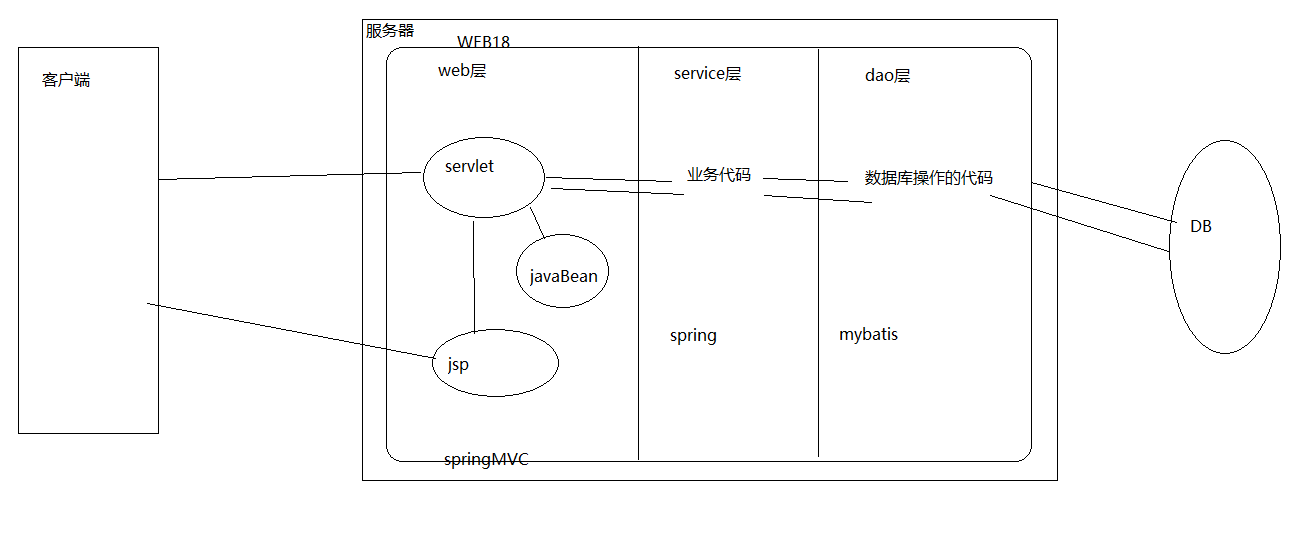 服务器
WEB18
客户端
web层
service层
dao层
servlet
业务代码
数据库操作的代码
DB
javaBean
spring
mybatis
jsp
springMVC